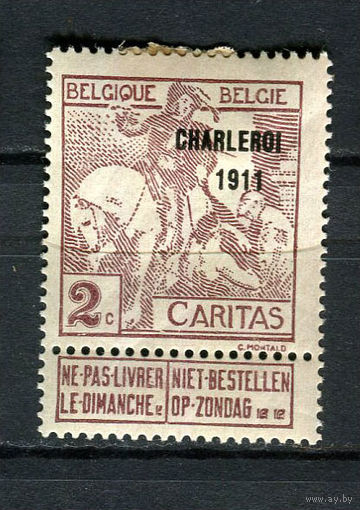 BELGIQUE BELGIE
CHARLEROI
1911
2c CARITAS
C.MONTALD
NE-PAS-LIVRER NIET-BESTELLEN
LE-DIMANCHE. OP-ZONDAG
www.ay.by